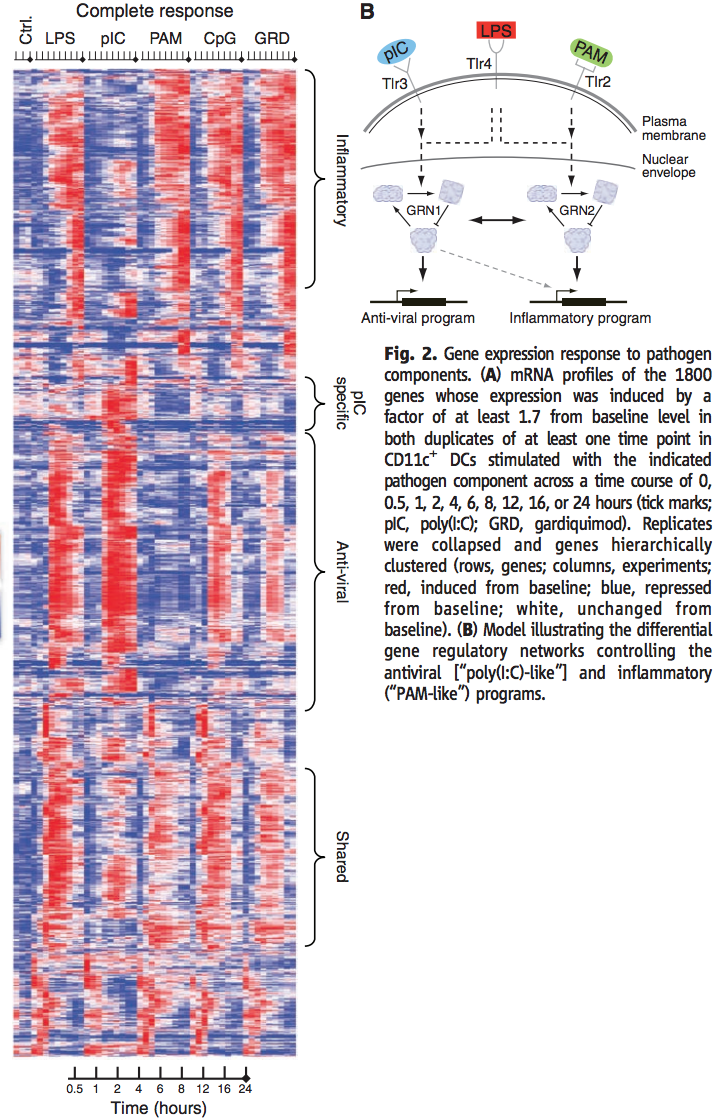 Complete response
Ctrl.
LPS pIC PAM CpG GRD
Inflammatory
pIC
specific
Anti-viral
Shared
0.5 1 2 4 6 8 12 16 24
Time (hours)
B
pIC
LPS
PAM
Tlr3
Tlr4
Tlr2
Plasma
membrane
Nuclear
envelope
GRN1
GRN2
Anti-viral program
Inflammatory program
Fig. 2. Gene expression response to pathogen
components. (A) mRNA profiles of the 1800
genes whose expression was induced by a
factor of at least 1.7 from baseline level in
both duplicates of at least one time point in
CD11c+ DCs stimulated with the indicated
pathogen component across a time course of 0,
0.5, 1, 2, 4, 6, 8, 12, 16, or 24 hours (tick marks;
pIC, poly(I:C); GRD, gardiquimod). Replicates
were collapsed and genes hierarchically
clustered (rows, genes; columns, experiments;
red, induced from baseline; blue, repressed
from baseline; white, unchanged from
baseline). (B) Model illustrating the differential
gene regulatory networks controlling the
antiviral ["poly(I:C)-like"] and inflammatory
("PAM-like") programs.